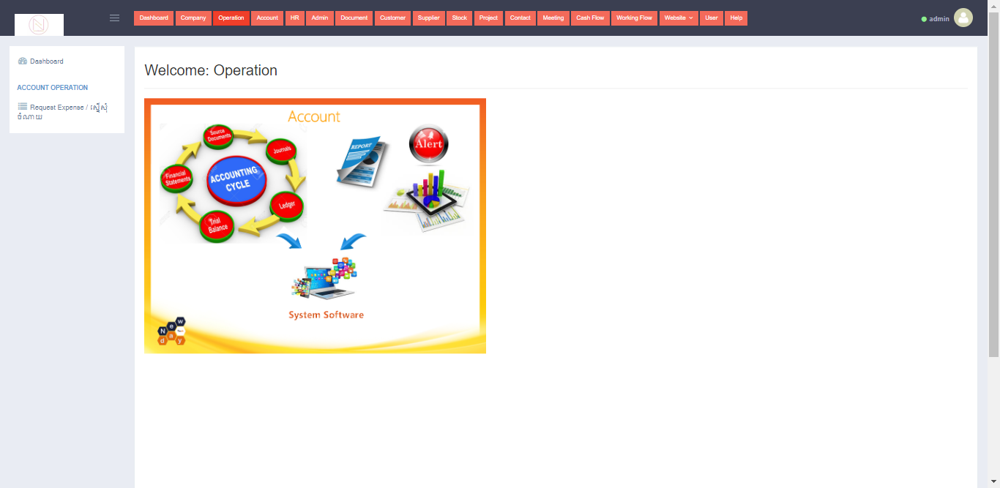 Dashboard Company Operation Account HR Admin Document Customer Supplier Stock Project Contact Meeting Cash Flow Working Flow Website User Help
admin
Dashboard
ACCOUNT OPERATION
Request Expense / ស្នើសុំ
ចំណាយ
Welcome: Operation
Account
Source
Documents
Journals
Ledger
Trial
Balance
Financial
Statements
ACCOUNTING
CYCLE
REPORT
Alert
System Software
New
Tech
day